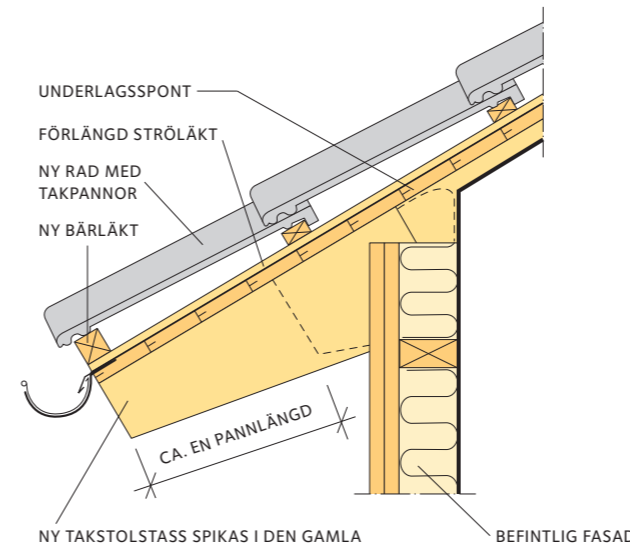 UNDERLAGSSPONT
FÖRLÄNGD STRÖLÄKT
NY RAD MED
TAKPANNOR
NY BÄRLÄKT
CA. EN PANNLÄNGD
NY TAKSTOLSTASS SPIKAS I DEN GAMLA
BEFINTLIG FASAD